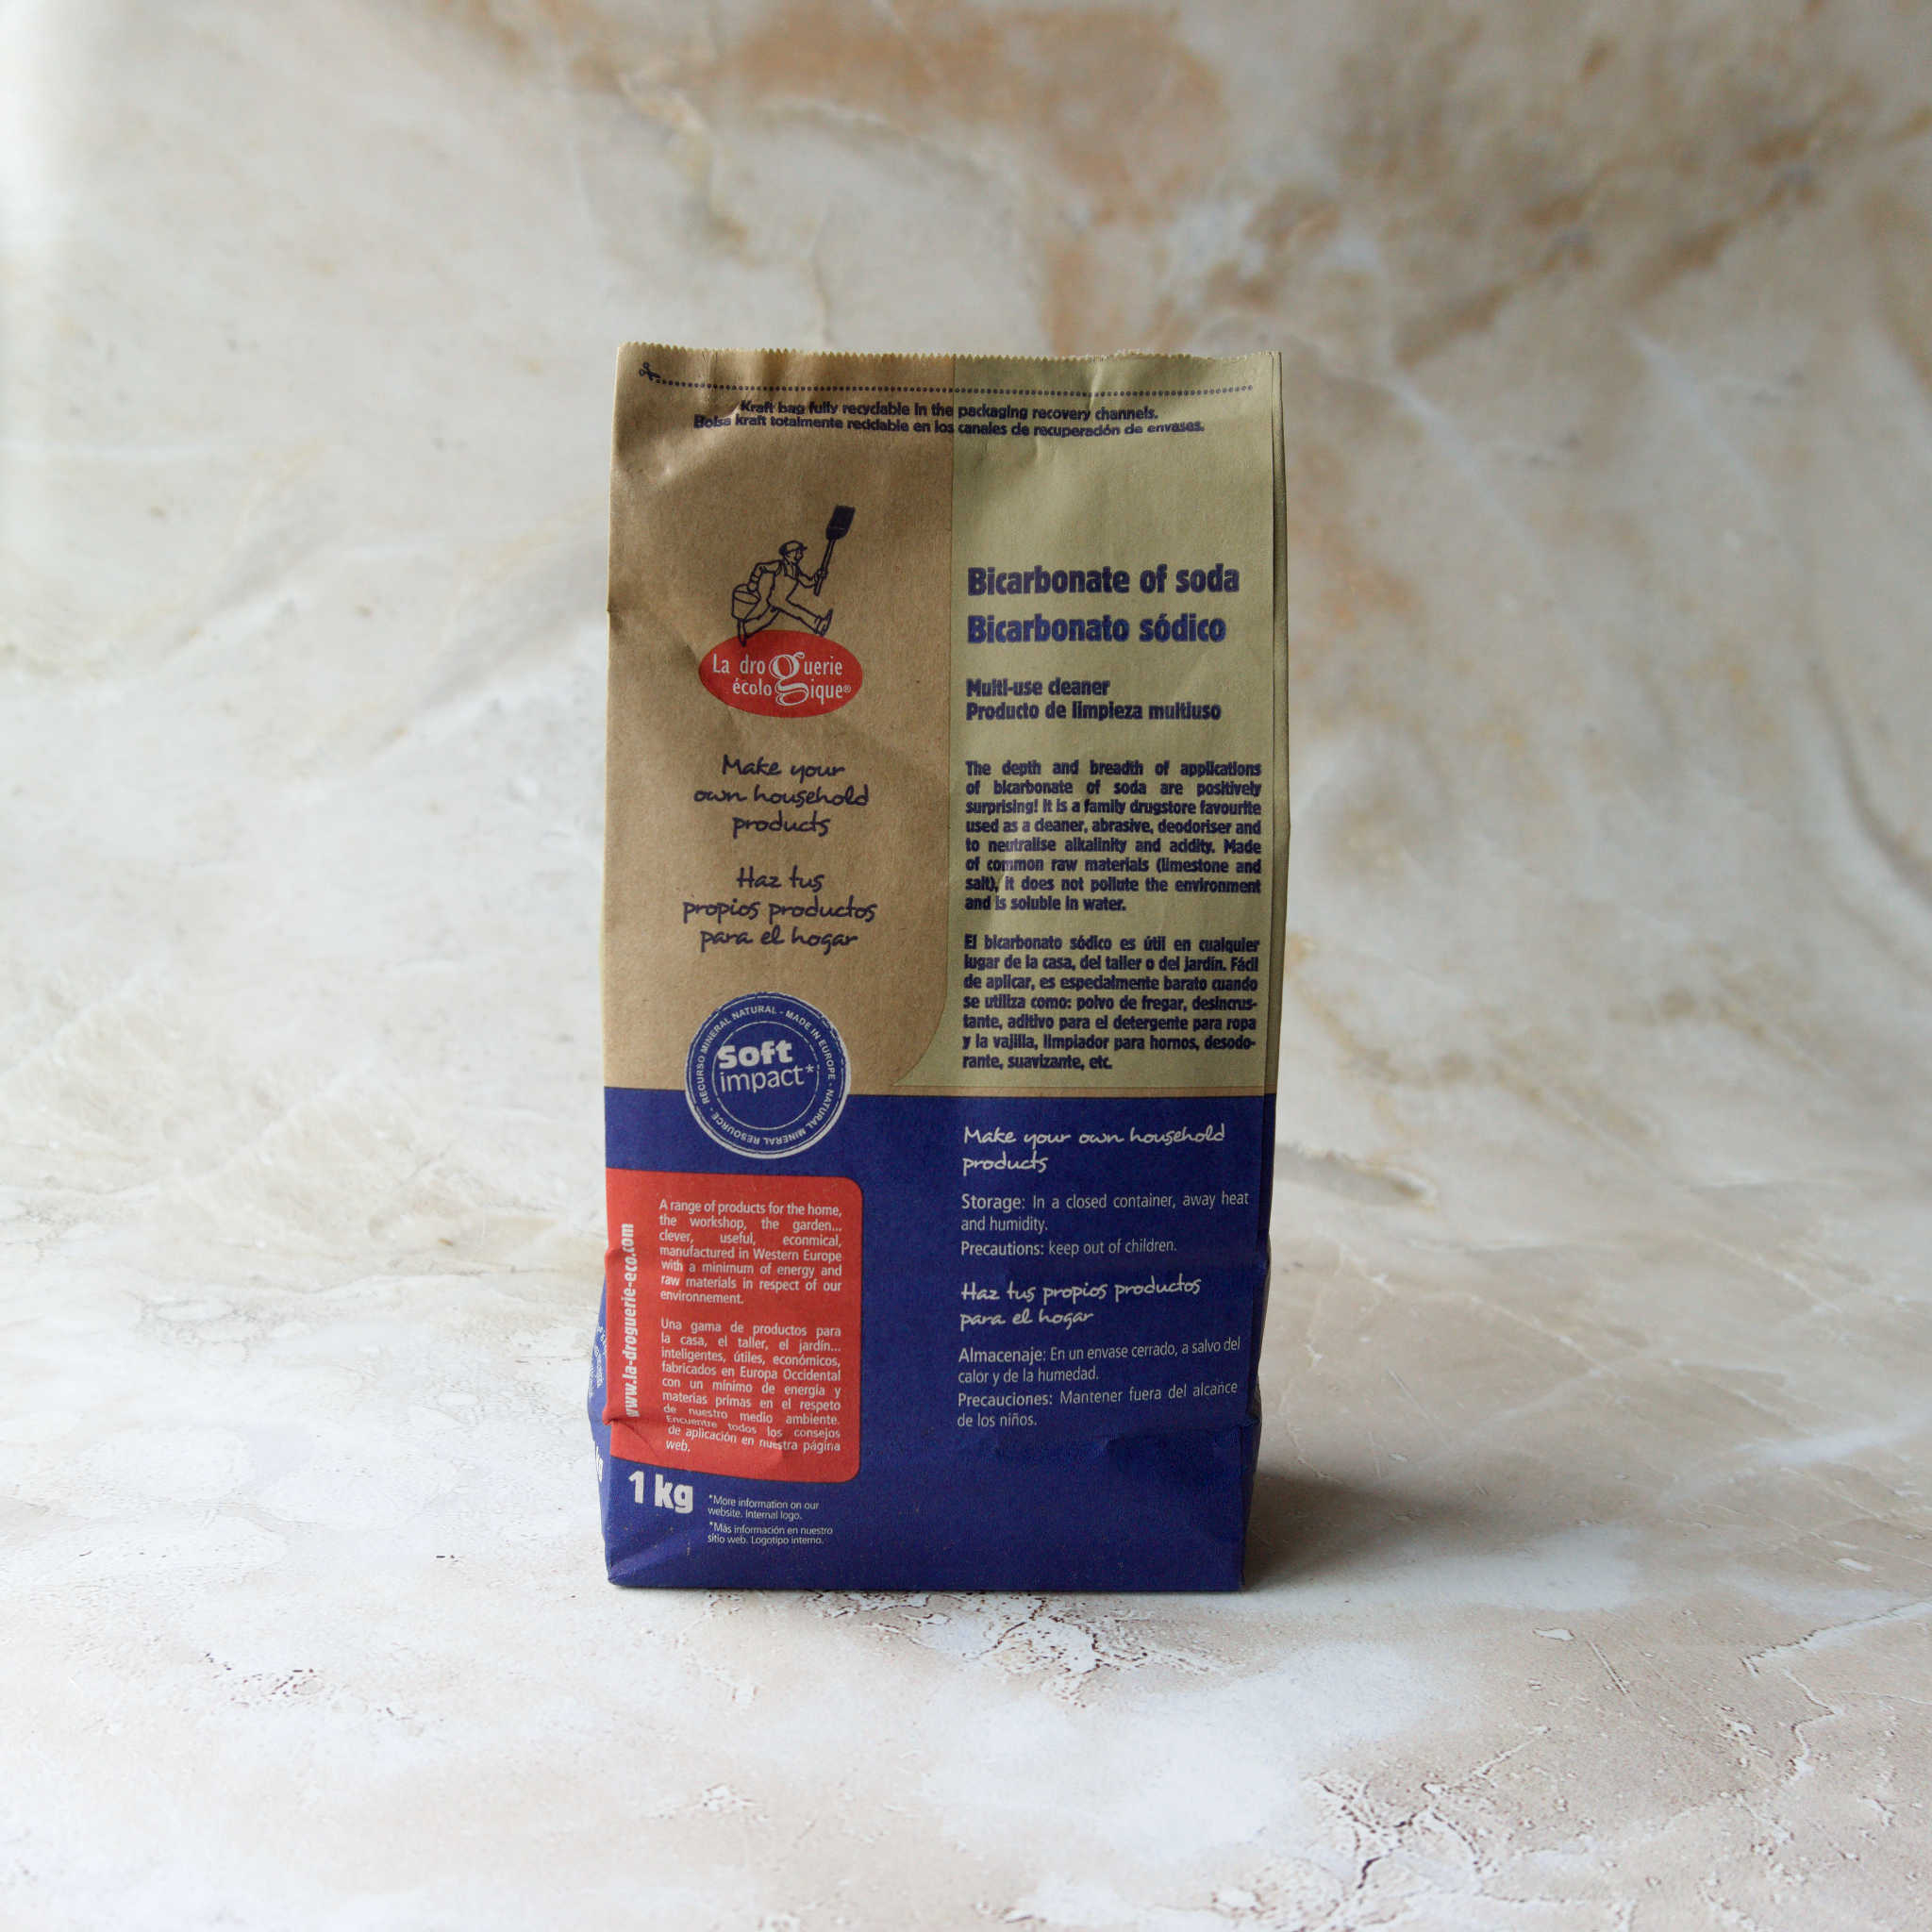 Kraft bag fully recyclable in the packaging recovery channels.
Bolsa kraft totalmente reciclable en los canales de recuperación de envases.
La droguerie
écologique®
Make your
own household
products
Haz tus
propios productos
para el hogar
Soft
impact*
RECURSO MINERAL NATURAL - MADE IN EUROPE - NATURAL MINERAL RESOURCE -
Bicarbonate of soda
Bicarbonato sódico
Multi-use cleaner
Producto de limpieza multiuso
The depth and breadth of applications
of bicarbonate of soda are positively
surprising! It is a family drugstore favourite
used as a cleaner, abrasive, deodoriser and
to neutralise alkalinity and acidity. Made
of common raw materials (limestone and
salt), it does not pollute the environment
and is soluble in water.
El bicarbonato sódico es útil en cualquier
lugar de la casa, del taller o del jardín. Fácil
de aplicar, es especialmente barato cuando
se utiliza como: polvo de fregar, desincrus-
tante, aditivo para el detergente para ropa
y la vajilla, limpiador para hornos, desodo-
rante, suavizante, etc.
Make your own household
products
Storage: In a closed container, away heat
and humidity.
Precautions: keep out of children.
Haz tus propios productos
para el hogar
Almacenaje: En un envase cerrado, a salvo del
calor y de la humedad.
Precauciones: Mantener fuera del alcance
de los niños.
www.la-droguerie-eco.com
A range of products for the home,
the workshop, the garden...
clever, useful, econmical,
manufactured in Western Europe
with a minimum of energy and
raw materials in respect of our
environnement.
Una gama de productos para
la casa, el taller, el jardín...
inteligentes, útiles, económicos,
fabricados en Europa Occidental
con un mínimo de energía y
materias primas en el respeto
de nuestro medio ambiente.
Encuentre todos los consejos
de aplicación en nuestra página
web.
1 kg
*More information on our
website. Internal logo.
*Más información en nuestro
sitio web. Logotipo interno.